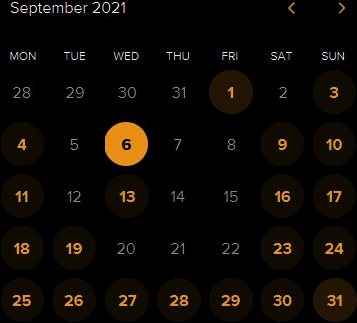 September 2021 < >
MON TUE WED THU FRI SAT SUN
28 29 30 31 1 2 3
4 5 6 7 8 9 10
11 12 13 14 15 16 17
18 19 20 21 22 23 24
25 26 27 28 29 30 31